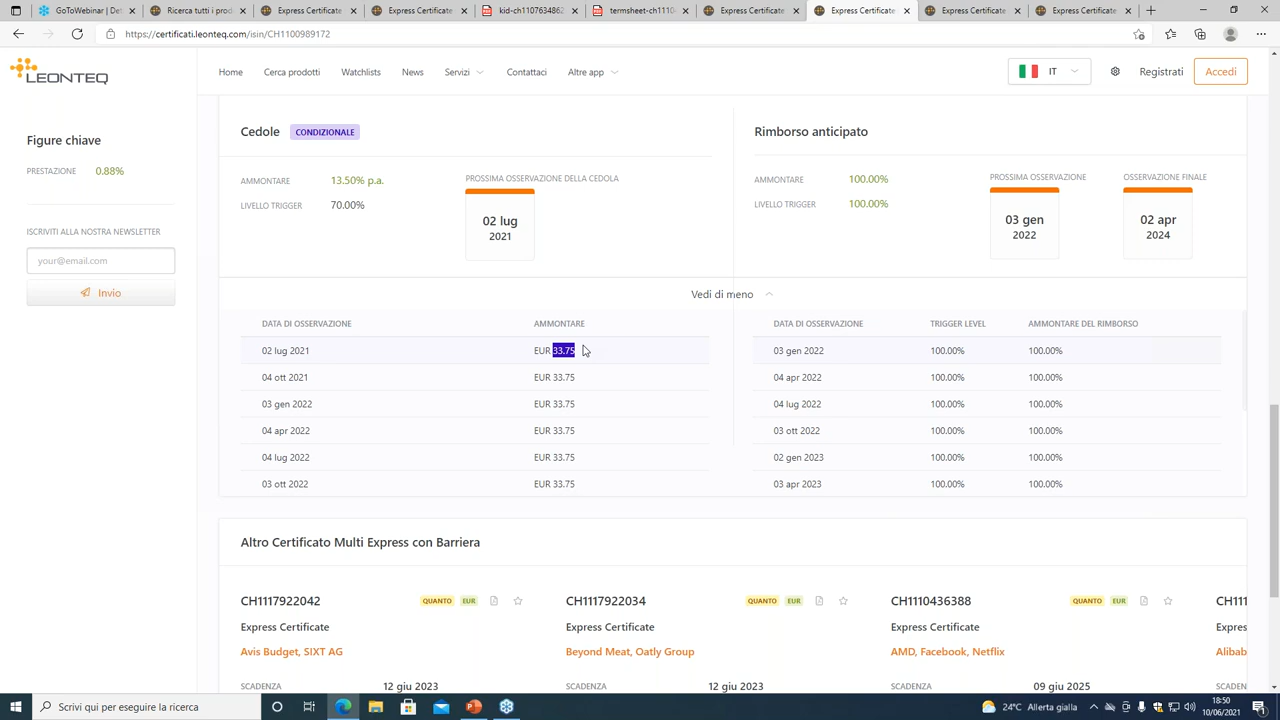 GoToWebinar | D
Ricerca tutti i prod
Express Certificate
Express Certificate
kid-ch1107634862
termsheet-ch1110
Express Certificate
Express Certificate
Express Certificate
Express Certificate
https://certificati.leonteq.com/isin/CH1100989172
LEONTEQ
Home
Cerca prodotti
Watchlists
News
Servizi
Contattaci
Altre app
IT
Registrati
Accedi
Figure chiave
PRESTAZIONE 0.88%
ISCRIVITI ALLA NOSTRA NEWSLETTER
your@email.com
Invio
Cedole CONDIZIONALE
AMMONTARE 13.50% p.a.
LIVELLO TRIGGER 70.00%
PROSSIMA OSSERVAZIONE DELLA CEDOLA
02 lug
2021
Rimborso anticipato
AMMONTARE 100.00%
LIVELLO TRIGGER 100.00%
PROSSIMA OSSERVAZIONE
03 gen
2022
OSSERVAZIONE FINALE
02 apr
2024
Vedi di meno
DATA DI OSSERVAZIONE AMMONTARE
02 lug 2021 EUR 33.75
04 ott 2021 EUR 33.75
03 gen 2022 EUR 33.75
04 apr 2022 EUR 33.75
04 lug 2022 EUR 33.75
03 ott 2022 EUR 33.75
DATA DI OSSERVAZIONE TRIGGER LEVEL AMMONTARE DEL RIMBORSO
03 gen 2022 100.00% 100.00%
04 apr 2022 100.00% 100.00%
04 lug 2022 100.00% 100.00%
03 ott 2022 100.00% 100.00%
02 gen 2023 100.00% 100.00%
03 apr 2023 100.00% 100.00%
Altro Certificato Multi Express con Barriera
CH1117922042 QUANTO EUR
Express Certificate
Avis Budget, SIXT AG
SCADENZA 12 giu 2023
CH1117922034 QUANTO EUR
Express Certificate
Beyond Meat, Oatly Group
SCADENZA 12 giu 2023
CH1110436388 QUANTO EUR
Express Certificate
AMD, Facebook, Netflix
SCADENZA 09 giu 2025
CH111
Express
Alibab
SCADENZ
Scrivi qui per eseguire la ricerca
24°C Allerta gialla
18:50
10/06/2021